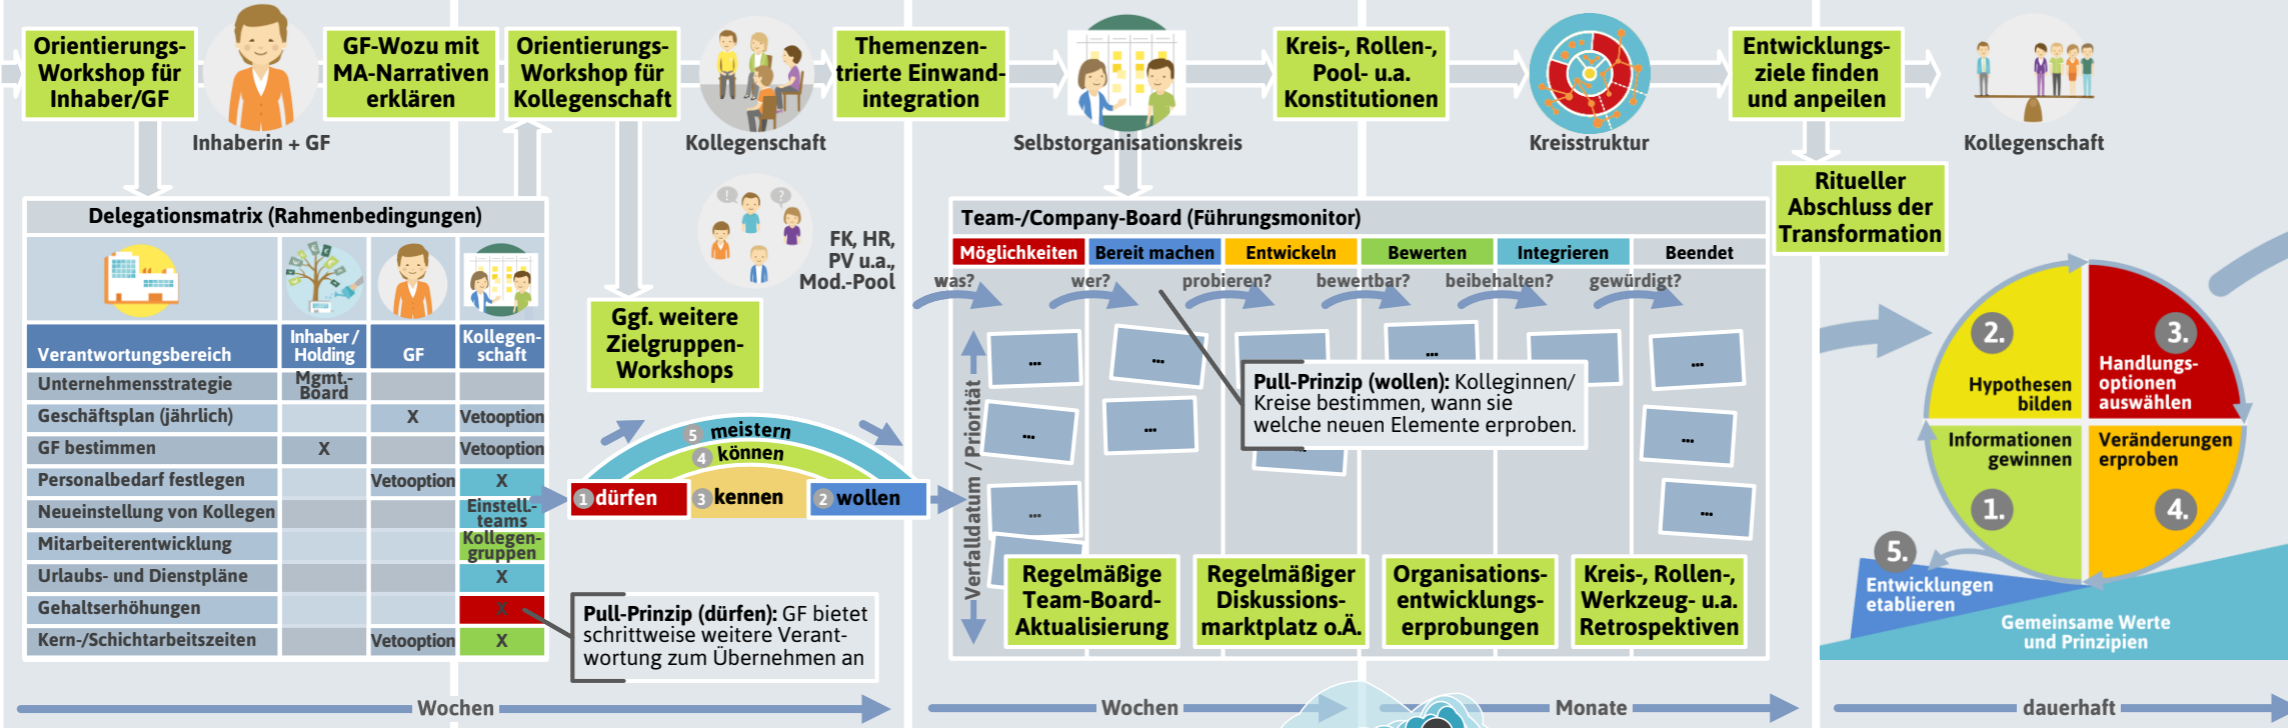 Orientierungs-
Workshop für
Inhaber/GF
Inhaberin + GF
GF-Wozu mit
MA-Narrativen
erklären
Orientierungs-
Workshop für
Kollegenschaft
Kollegenschaft
Themenzen-
trierte Einwand-
integration
Selbstorganisationskreis
Kreis-, Rollen-,
Pool- u.a.
Konstitutionen
Kreisstruktur
Entwicklungs-
ziele finden
und anpeilen
Kollegenschaft
Ritueller
Abschluss der
Transformation
Delegationsmatrix (Rahmenbedingungen)
Verantwortungsbereich
Inhaber /
Holding
GF
Kollegen-
schaft
Unternehmensstrategie
Mgmt.-
Board
Geschäftsplan (jährlich)
X
Vetooption
GF bestimmen
X
Vetooption
Personalbedarf festlegen
Vetooption
X
Neueinstellung von Kollegen
Einstell.-
teams
Mitarbeiterentwicklung
Kollegen-
gruppen
Urlaubs- und Dienstpläne
X
Gehaltserhöhungen
X
Kern-/Schichtarbeitszeiten
Vetooption
X
! ?
FK, HR,
PV u.a.,
Mod.-Pool
Ggf. weitere
Zielgruppen-
Workshops
5 meistern
4 können
1 dürfen
3 kennen
2 wollen
Pull-Prinzip (dürfen): GF bietet
schrittweise weitere Verant-
wortung zum Übernehmen an
Team-/Company-Board (Führungsmonitor)
Möglichkeiten
Bereit machen
Entwickeln
Bewerten
Integrieren
Beendet
was?
wer?
probieren?
bewertbar?
beibehalten?
gewürdigt?
Verfalldatum / Priorität
...
...
...
...
...
...
...
...
...
Pull-Prinzip (wollen): Kolleginnen/
Kreise bestimmen, wann sie
welche neuen Elemente erproben.
Regelmäßige
Team-Board-
Aktualisierung
Regelmäßiger
Diskussions-
marktplatz o.Ä.
Organisations-
entwicklungs-
erprobungen
Kreis-, Rollen-,
Werkzeug- u.a.
Retrospektiven
2.
Hypothesen
bilden
3.
Handlungs-
optionen
auswählen
Informationen
gewinnen
1.
Veränderungen
erproben
4.
5.
Entwicklungen
etablieren
Gemeinsame Werte
und Prinzipien
Wochen
Wochen
Monate
dauerhaft